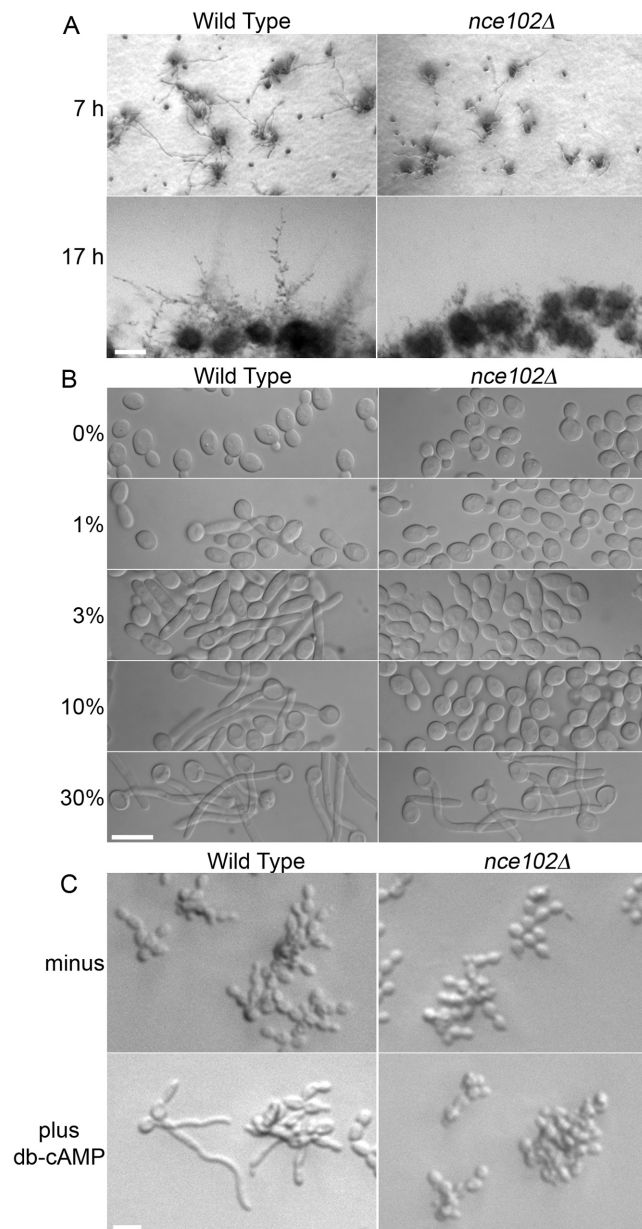 A
Wild Type nce102Δ
7 h
17 h
B
Wild Type nce102Δ
0%
1%
3%
10%
30%
C
Wild Type nce102Δ
minus
plus
db-cAMP